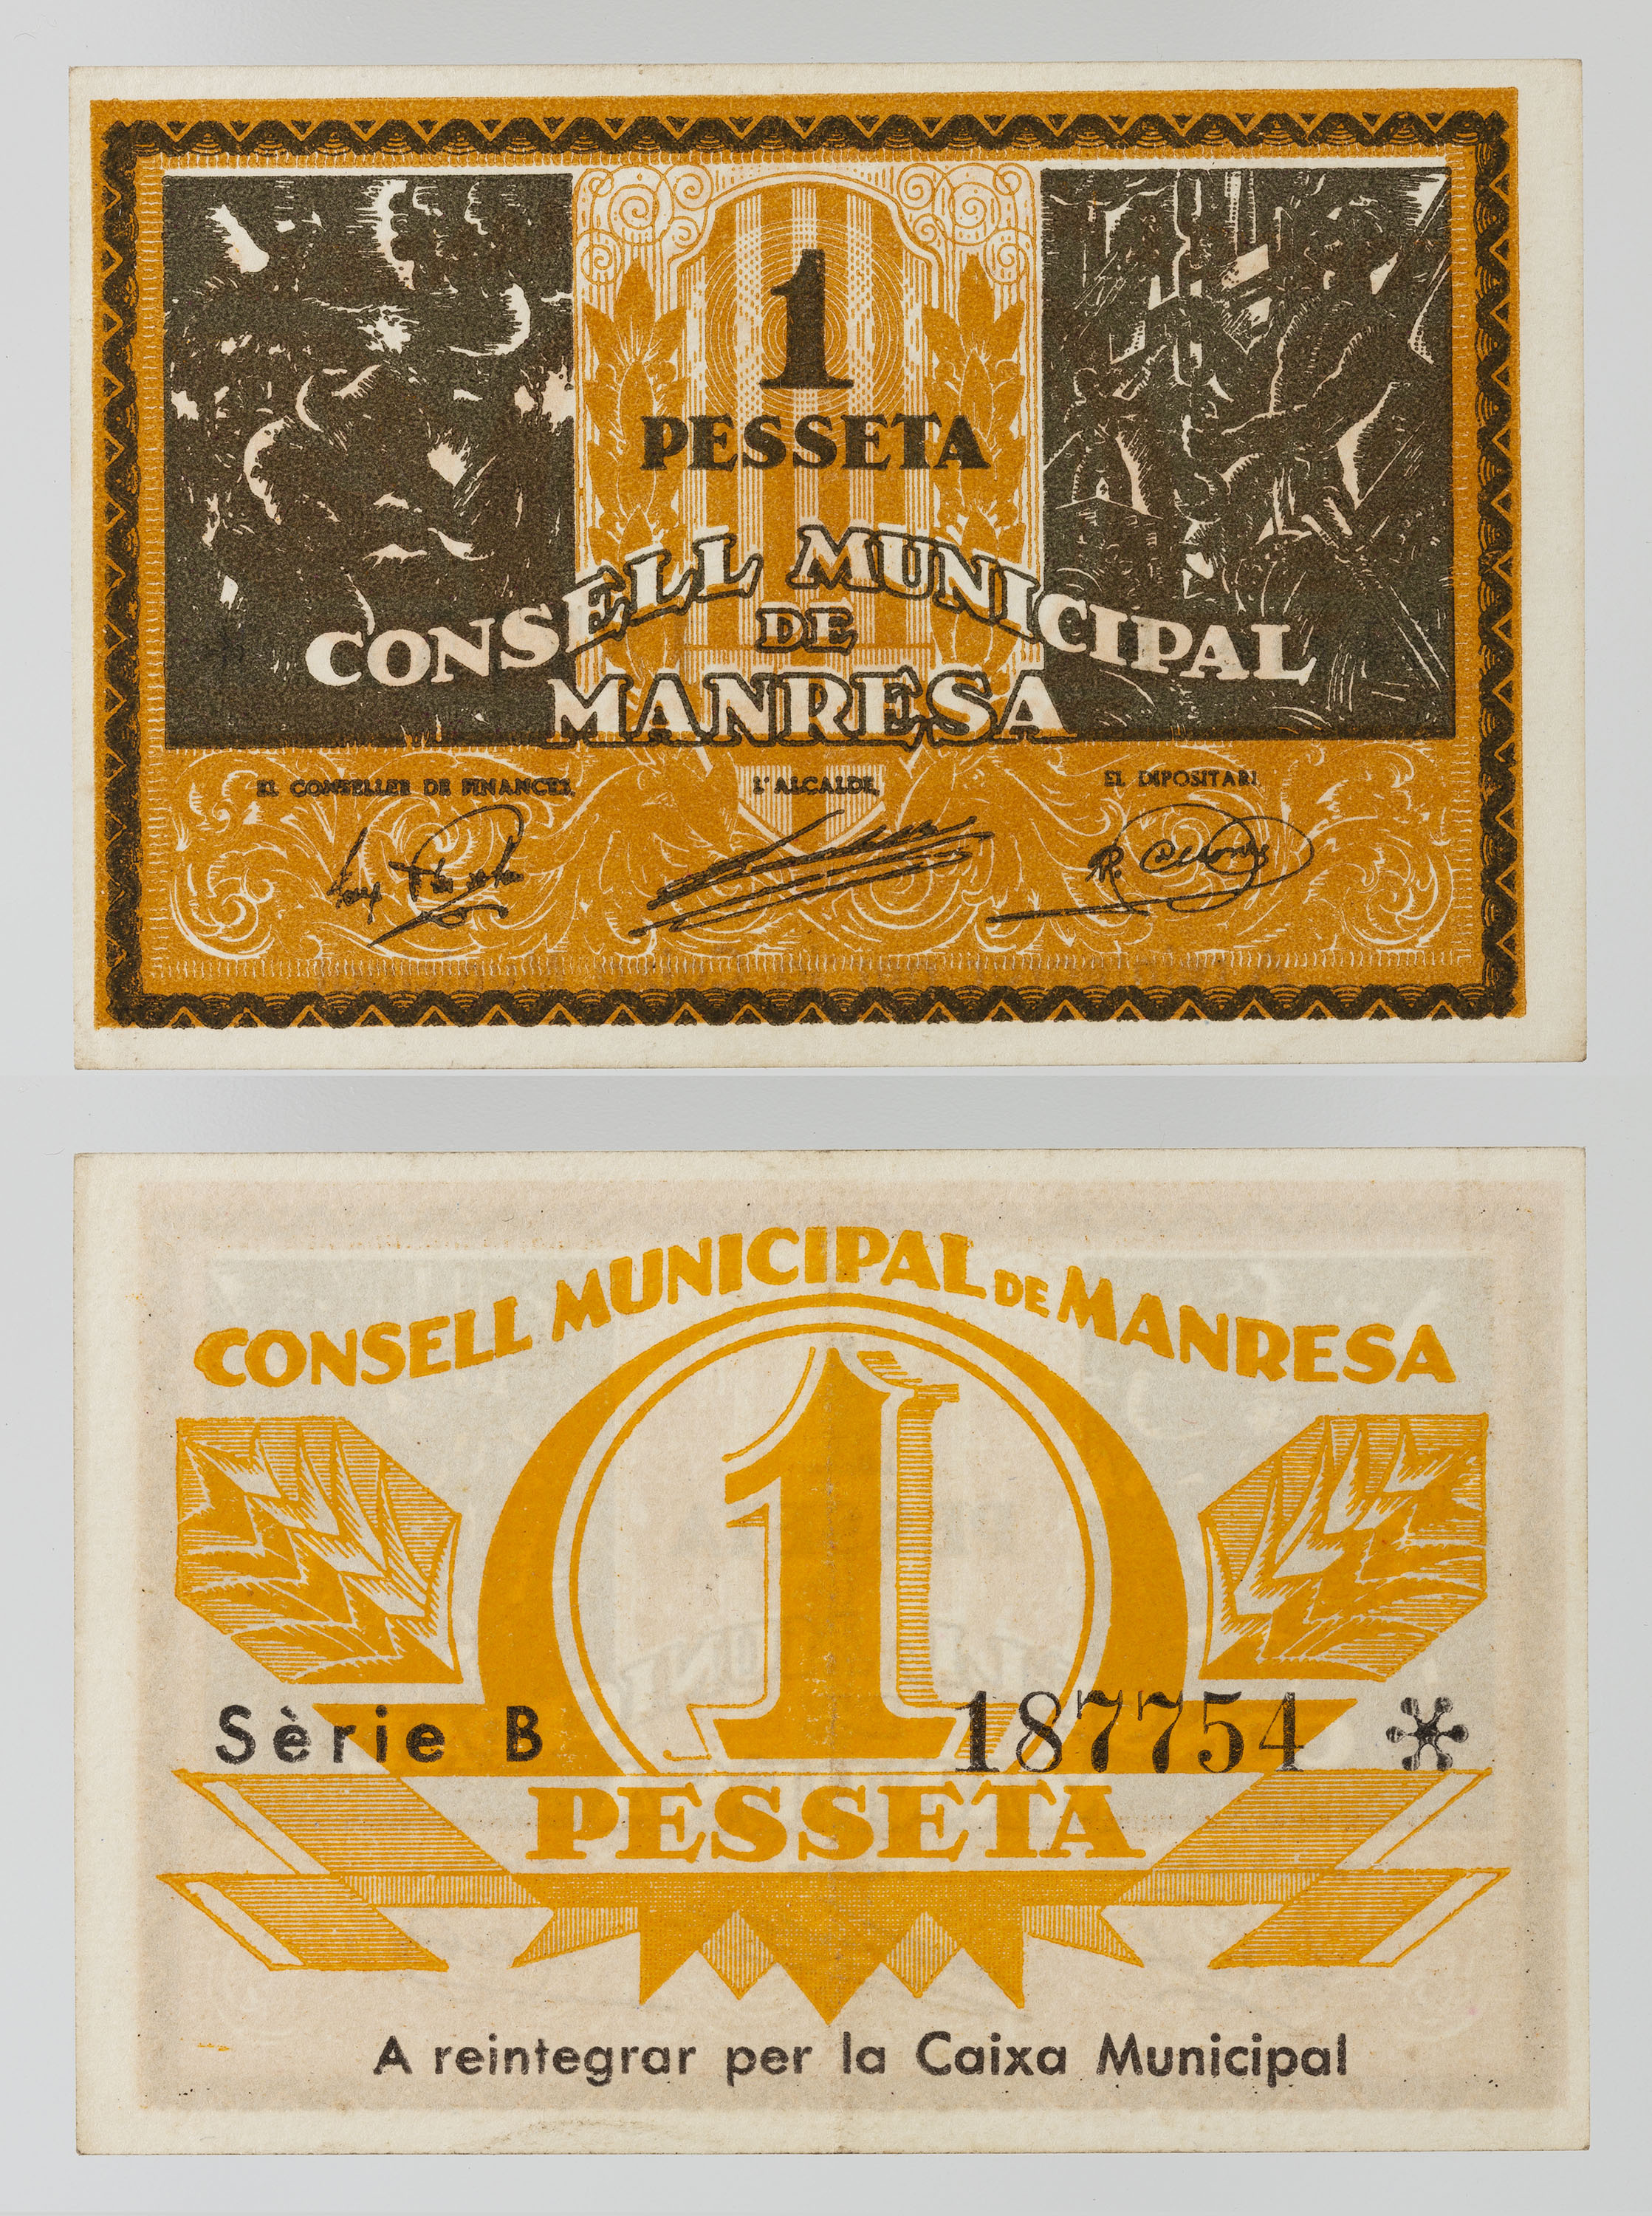 1
PESSETA
CONSELL MUNICIPAL
DE
MANRESA
EL CONSELLER DE FINANCES,
L'ALCALDE,
EL DIPOSITARI
CONSELL MUNICIPAL DE MANRESA
1
Sèrie B 187754 *
PESSETA
A reintegrar per la Caixa Municipal